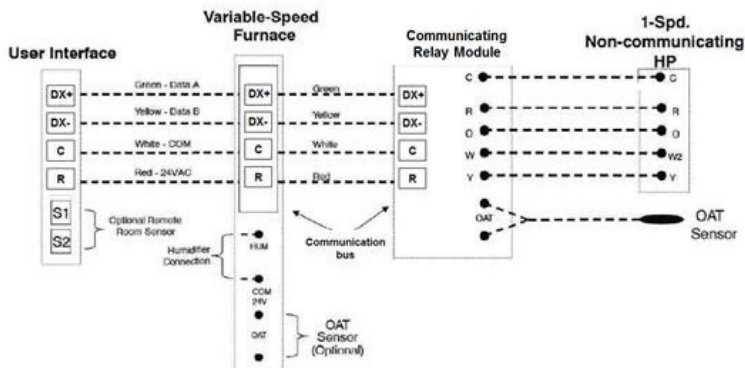 User Interface
DX+
DX-
C
R
S1
S2
Green - Data A
Yellow - Data B
White - COM
Red - 24VAC
Optional Remote
Room Sensor
Variable-Speed
Furnace
DX+
DX-
C
R
HUM
COM
24V
OAT
Humidifier
Connection
OAT
Sensor
(Optional)
Green
Yellow
White
Red
Communication
bus
Communicating
Relay Module
DX+
DX-
C
R
C
R
O
W
Y
OAT
1-Spd.
Non-communicating
HP
C
R
O
W2
Y
OAT
Sensor